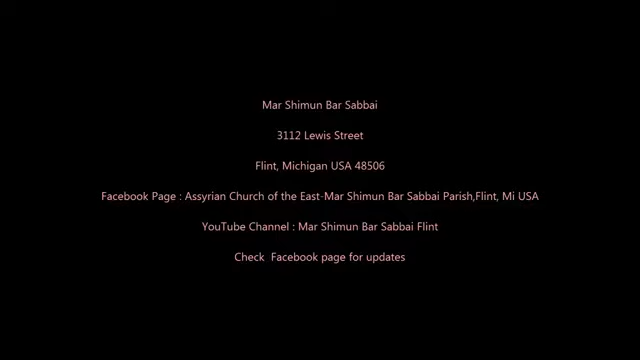 Mar Shimun Bar Sabbai
3112 Lewis Street
Flint, Michigan USA 48506
Facebook Page : Assyrian Church of the East-Mar Shimun Bar Sabbai Parish,Flint, Mi USA
YouTube Channel : Mar Shimun Bar Sabbai Flint
Check  Facebook page for updates